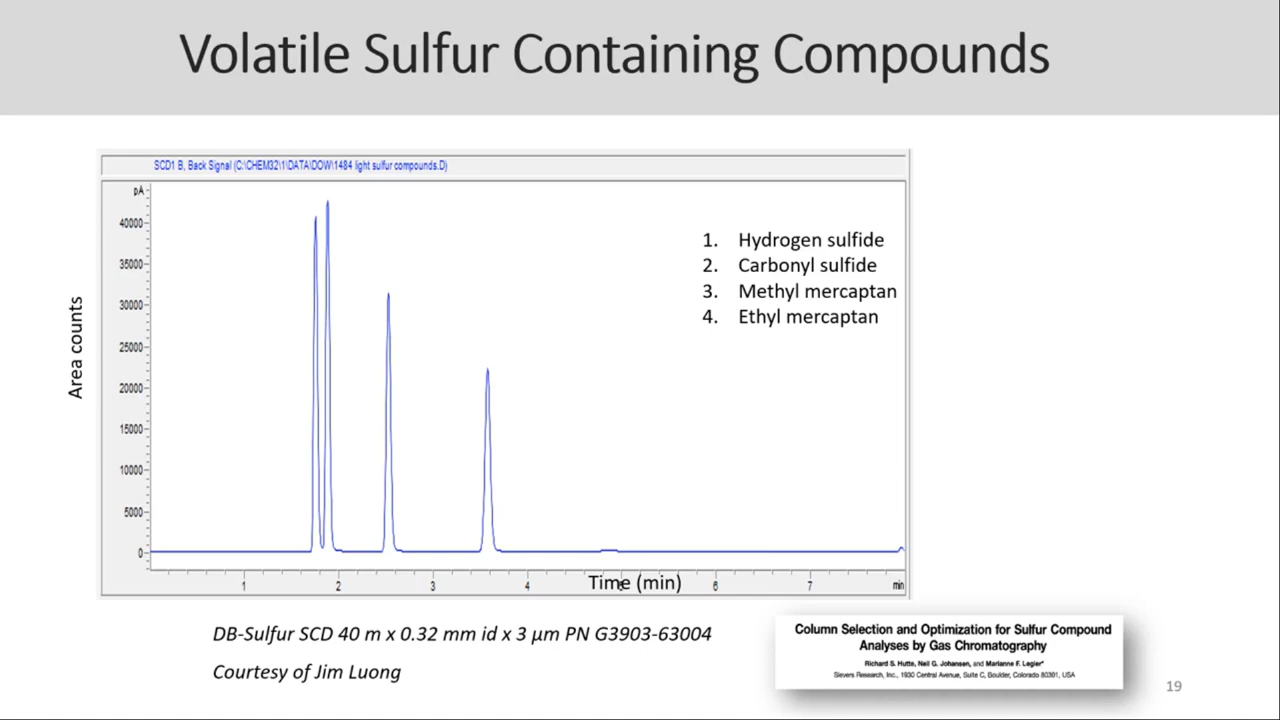 Volatile Sulfur Containing Compounds
SCD1 B, Back Signal (C:\CHEM32\1\DATA\DOW\1484 light sulfur compounds.D)
pA
40000
35000
30000
25000
20000
15000
10000
5000
0
Area counts
1. Hydrogen sulfide
2. Carbonyl sulfide
3. Methyl mercaptan
4. Ethyl mercaptan
1 2 3 4 6 7 min
Time (min)
DB-Sulfur SCD 40 m x 0.32 mm id x 3 µm PN G3903-63004
Courtesy of Jim Luong
Column Selection and Optimization for Sulfur Compound
Analyses by Gas Chromatography
Richard S. Hutte, Neil G. Johansen, and Marianne F. Legier*
Sievers Research, Inc., 1930 Central Avenue, Suite C, Boulder, Colorado 80301, USA
19